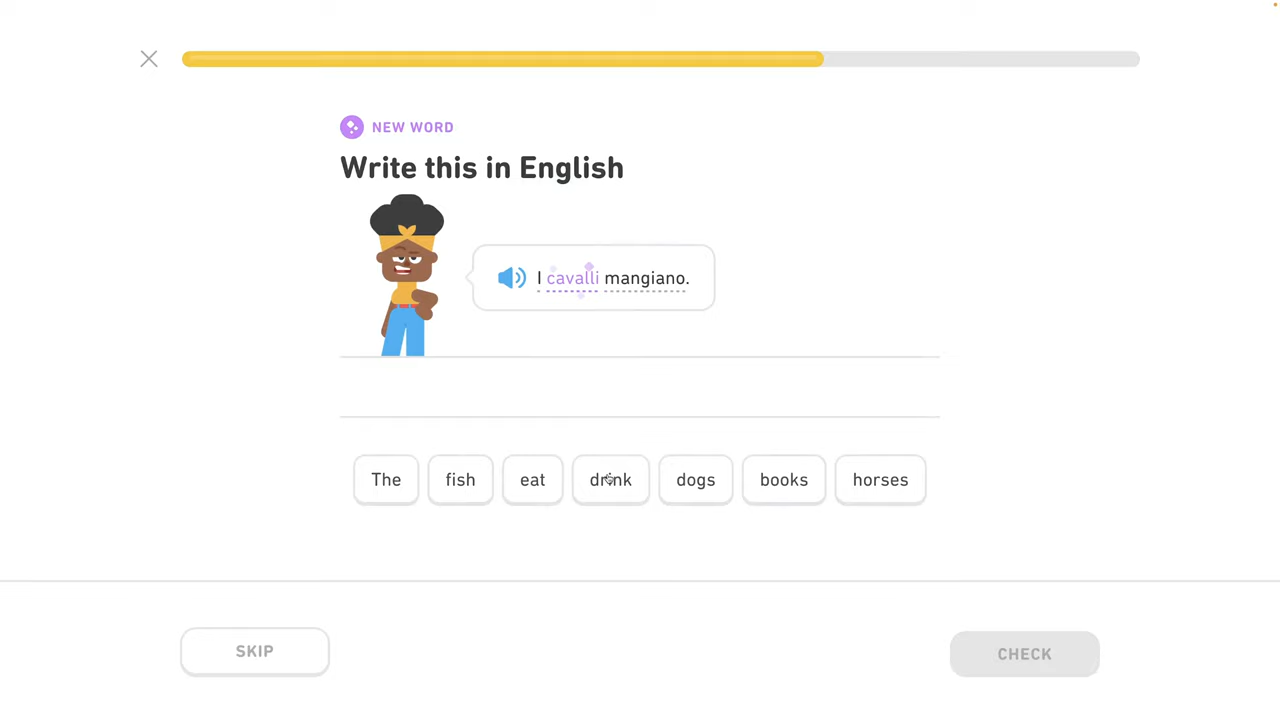 NEW WORD
Write this in English
I cavalli mangiano.
The fish eat drink dogs books horses
SKIP CHECK